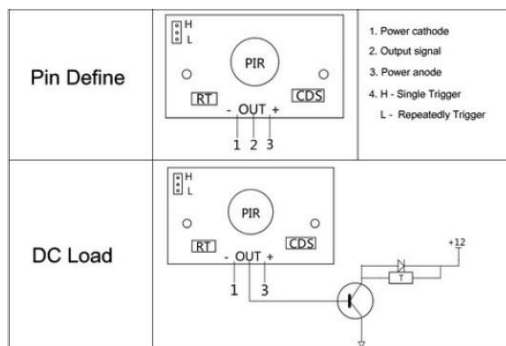 Pin Define
H
L
PIR
RT
CDS
- OUT +
1 2 3
1. Power cathode
2. Output signal
3. Power anode
4. H - Single Trigger
L - Repeatedly Trigger
DC Load
H
L
PIR
RT
CDS
- OUT +
1 3
+12
T